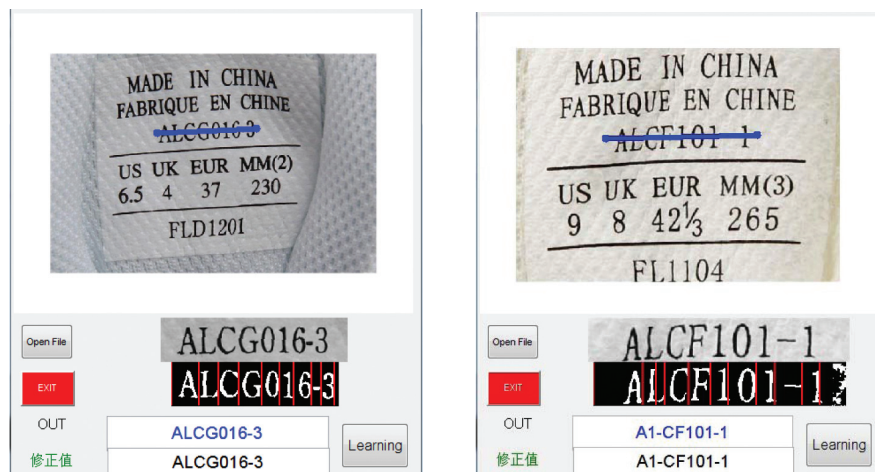 MADE IN CHINA
FABRIQUE EN CHINE
ALCG016-3
US UK EUR MM(2)
6.5 4 37 230
FLD1201
Open File
ALCG016-3
EXIT
ALCG016-3
OUT
ALCG016-3
修正值
ALCG016-3
Learning
MADE IN CHINA
FABRIQUE EN CHINE
ALCF101-1
US UK EUR MM(3)
9 8 42⅓ 265
FL1104
Open File
ALCF101-1
EXIT
ALCF101-1
OUT
A1-CF101-1
修正值
A1-CF101-1
Learning